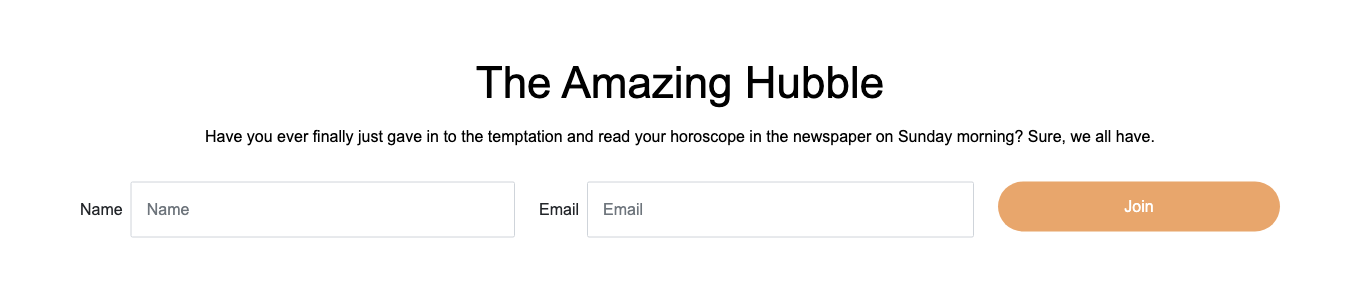 The Amazing Hubble
Have you ever finally just gave in to the temptation and read your horoscope in the newspaper on Sunday morning? Sure, we all have.
Name Name Email Email Join